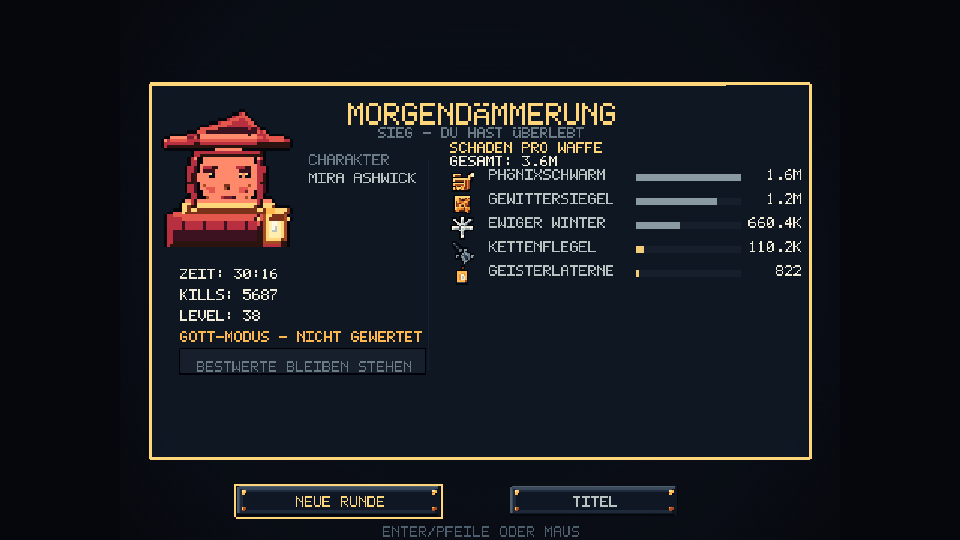 MORGENDäMMERUNG
SIEG - DU HAST üBERLEBT
CHARAKTER
MIRA ASHWICK
ZEIT: 30:16
KILLS: 5687
LEVEL: 38
GOTT-MODUS - NICHT GEWERTET
BESTWERTE BLEIBEN STEHEN
SCHADEN PRO WAFFE
GESAMT: 3.6M
PHöNIXSCHWARM 1.6M
GEWITTERSIEGEL 1.2M
EWIGER WINTER 660.4K
KETTENFLEGEL 110.2K
GEISTERLATERNE 822
NEUE RUNDE
TITEL
ENTER/PFEILE ODER MAUS